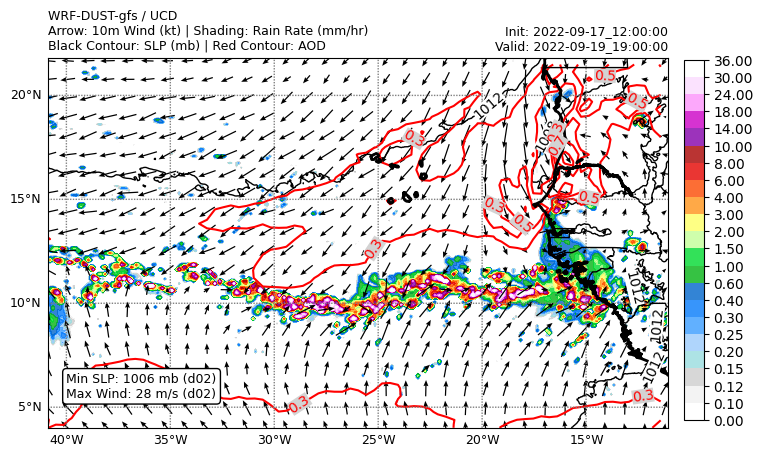 WRF-DUST-gfs / UCD
Arrow: 10m Wind (kt) | Shading: Rain Rate (mm/hr)
Black Contour: SLP (mb) | Red Contour: AOD
Init: 2022-09-17_12:00:00
Valid: 2022-09-19_19:00:00
20°N
15°N
10°N
5°N
40°W
35°W
30°W
25°W
20°W
15°W
1012
0.5
0.3
0.3
0.3
0.5
0.5
0.3
0.3
0.3
1012
1012
Min SLP: 1006 mb (d02)
Max Wind: 28 m/s (d02)
36.00
30.00
24.00
18.00
14.00
10.00
8.00
6.00
4.00
3.00
2.00
1.50
1.00
0.60
0.40
0.30
0.25
0.20
0.15
0.12
0.10
0.00